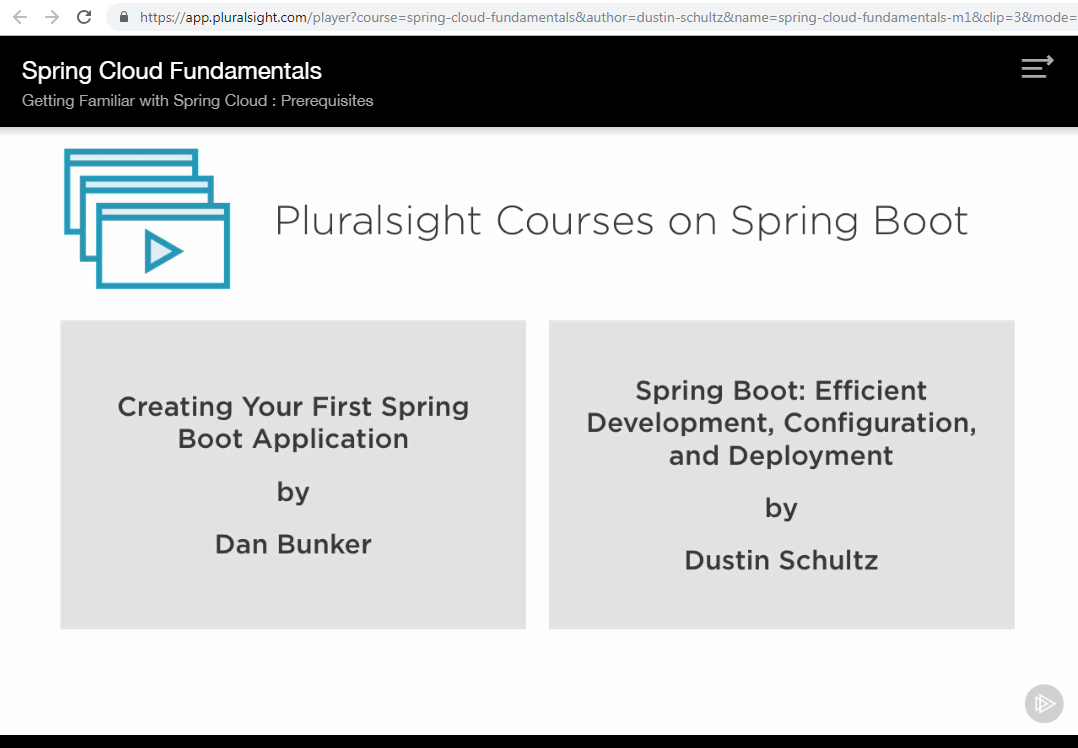 https://app.pluralsight.com/player?course=spring-cloud-fundamentals&author=dustin-schultz&name=spring-cloud-fundamentals-m1&clip=3&mode=
Spring Cloud Fundamentals
Getting Familiar with Spring Cloud : Prerequisites
Pluralsight Courses on Spring Boot
Creating Your First Spring
Boot Application
by
Dan Bunker
Spring Boot: Efficient
Development, Configuration,
and Deployment
by
Dustin Schultz